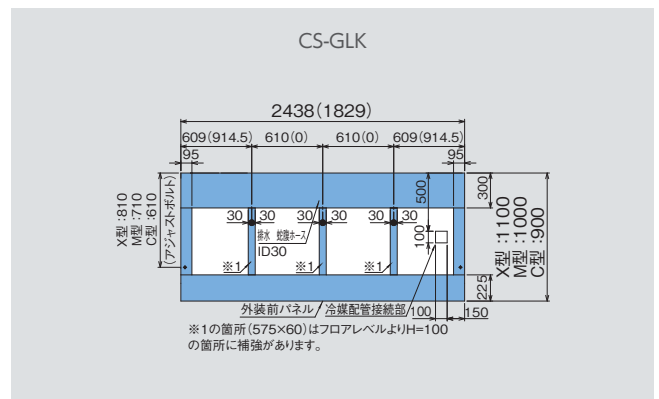 CS-GLK
2438(1829)
609(914.5) 610(0) 610(0) 609(914.5)
95 95
X型:810
M型:710
C型:610
(アジャストボルト)
500
300
30 30 30 30 30 30
排水 蛇腹ホース
ID30
100
X型:1100
M型:1000
C型:900
※1 ※1 ※1
225
外装前パネル 冷媒配管接続部
100 150
※1の箇所(575×60)はフロアレベルよりH=100
の箇所に補強があります。